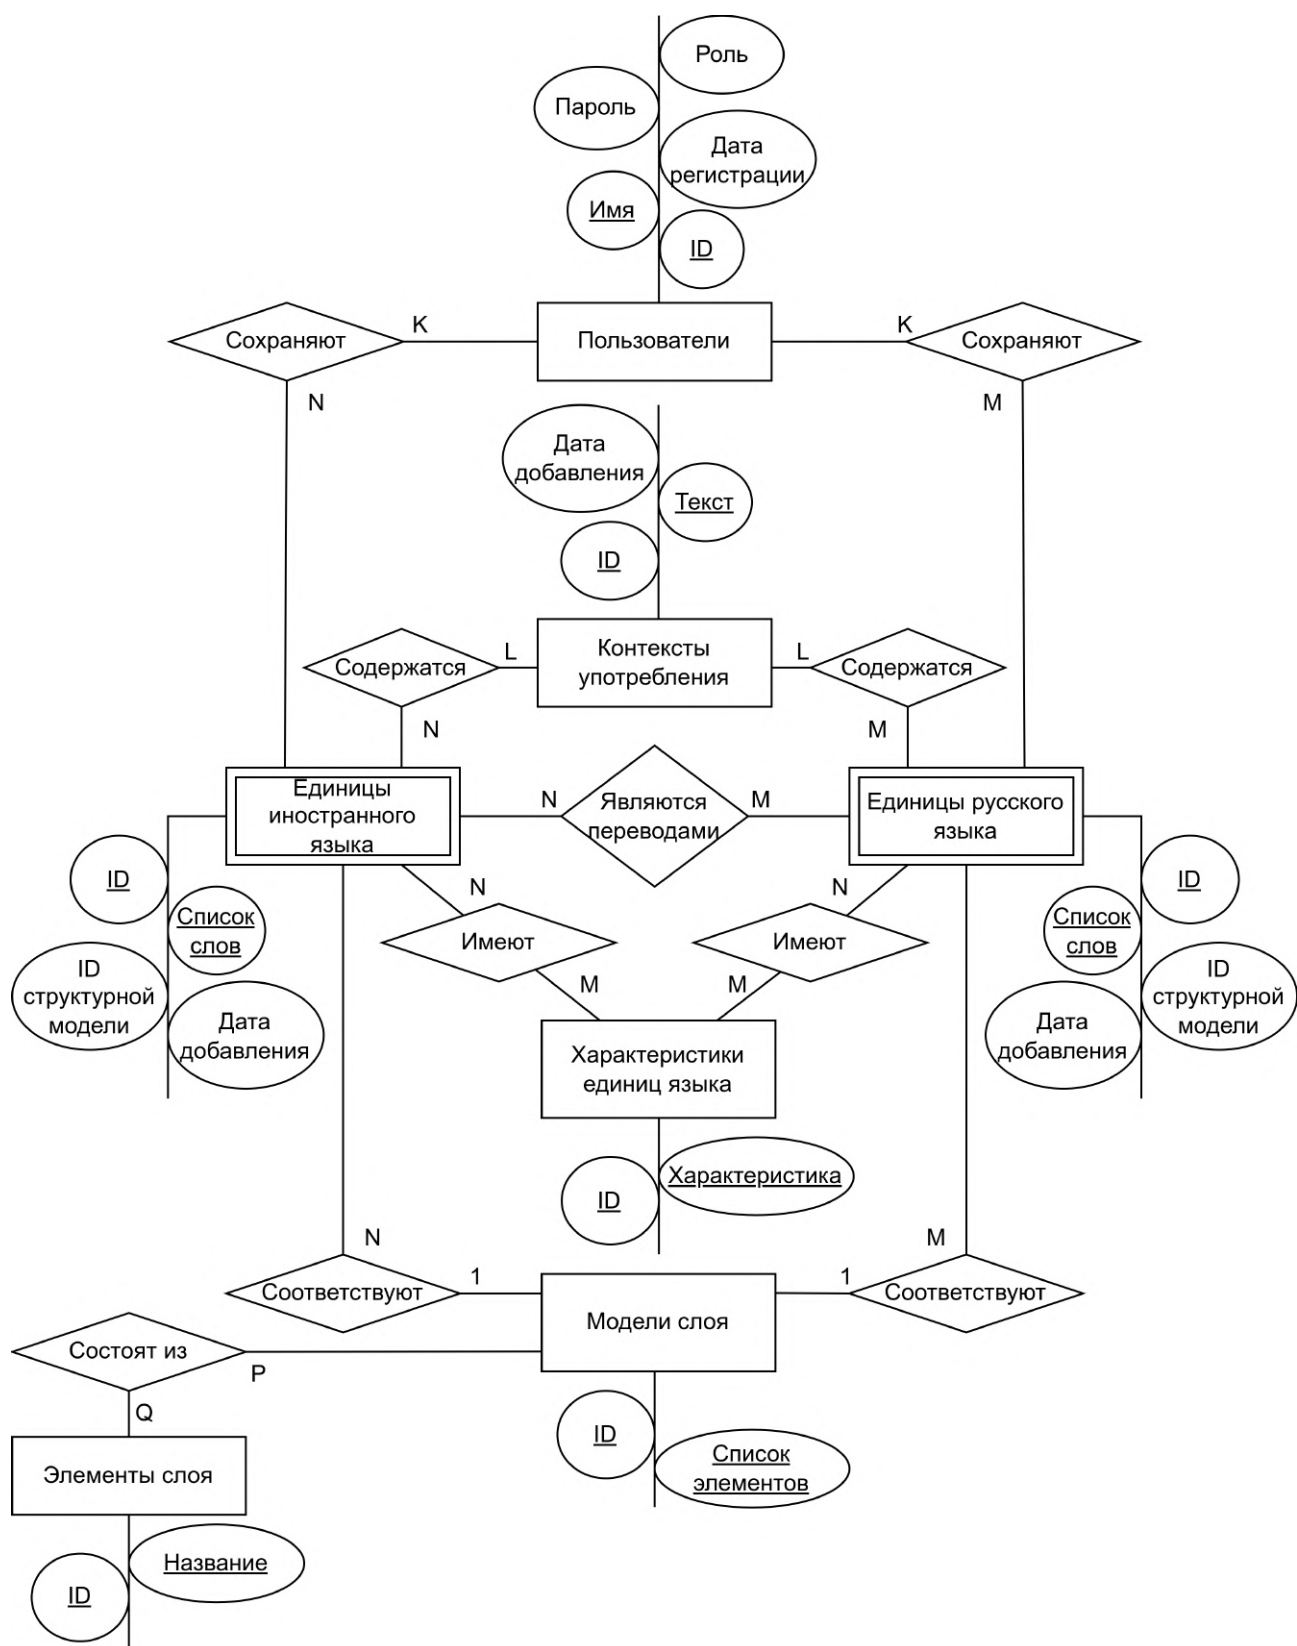 Роль
Пароль
Дата
регистрации
Имя
ID
Сохраняют
K
Пользователи
K
Сохраняют
N
M
Дата
добавления
Текст
ID
Содержатся
L
Контексты
употребления
L
Содержатся
N
M
Единицы
иностранного
языка
N
Являются
переводами
M
Единицы русского
языка
ID
Список
слов
ID
структурной
модели
Дата
добавления
N
Имеют
M
N
Имеют
M
ID
Список
слов
ID
структурной
модели
Дата
добавления
Характеристики
единиц языка
Характеристика
ID
N
M
Соответствуют
1
Модели слоя
1
Соответствуют
Состоят из
P
Q
ID
Список
элементов
Элементы слоя
Название
ID